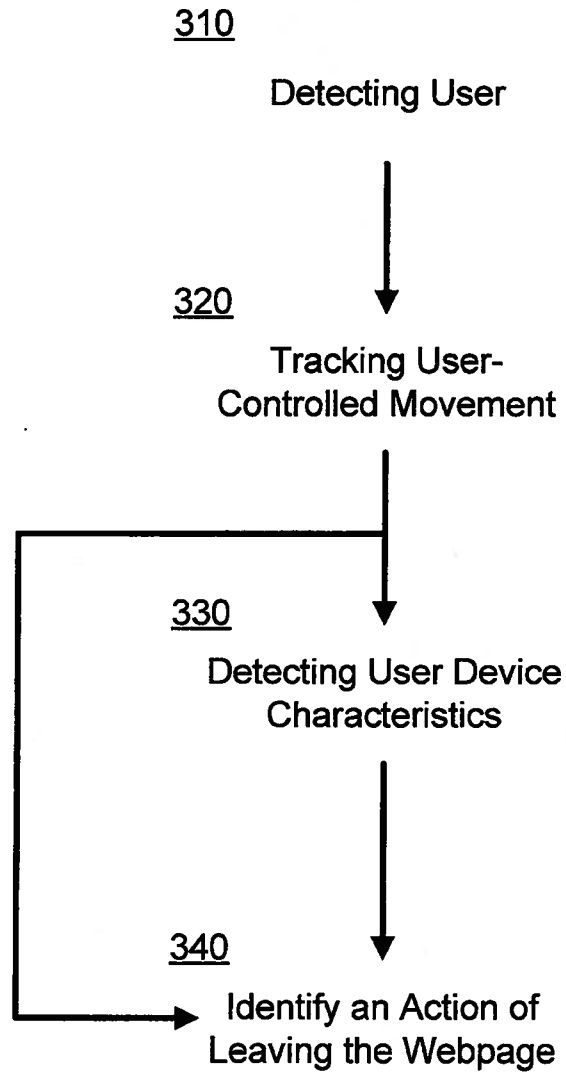 310
Detecting User
320
Tracking User-
Controlled Movement
330
Detecting User Device
Characteristics
340
Identify an Action of
Leaving the Webpage